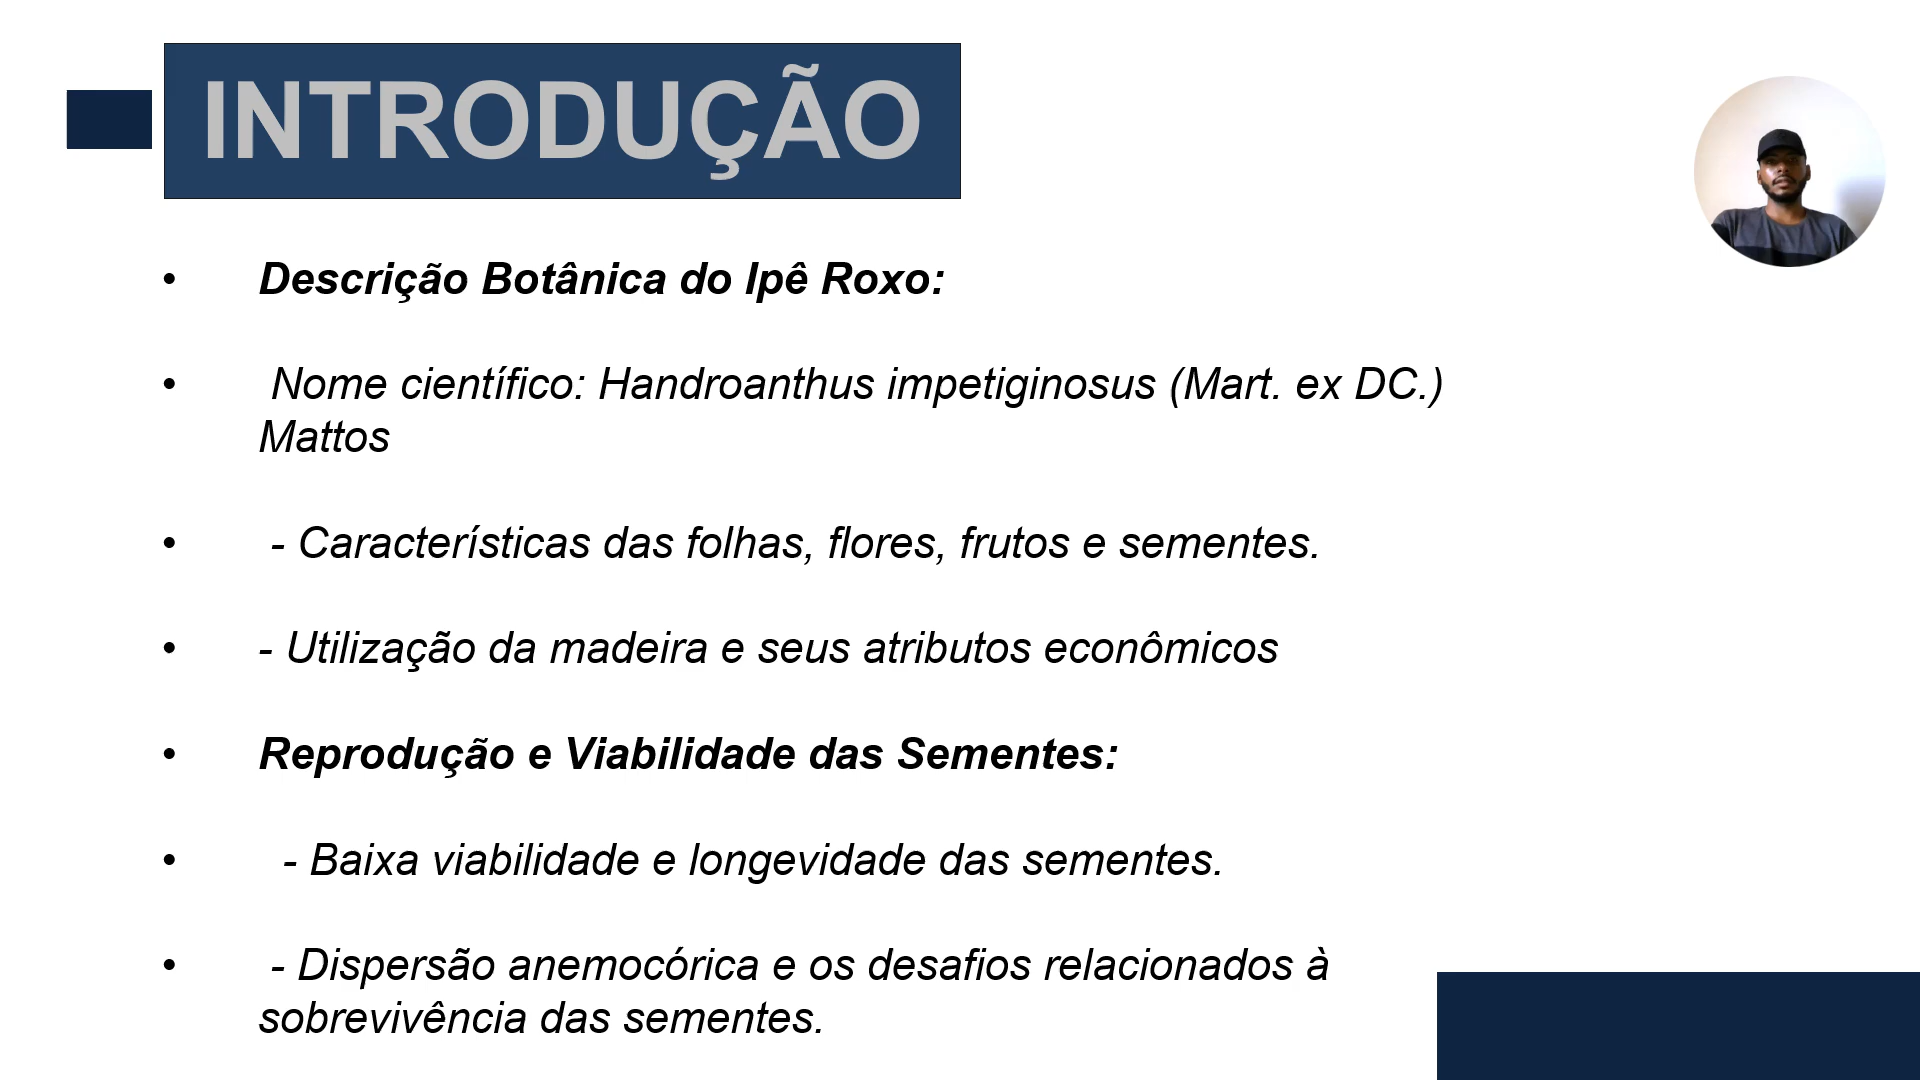 INTRODUÇÃO
• Descrição Botânica do Ipê Roxo:
• Nome científico: Handroanthus impetiginosus (Mart. ex DC.)
Mattos
• - Características das folhas, flores, frutos e sementes.
• - Utilização da madeira e seus atributos econômicos
• Reprodução e Viabilidade das Sementes:
• - Baixa viabilidade e longevidade das sementes.
• - Dispersão anemocórica e os desafios relacionados à
sobrevivência das sementes.